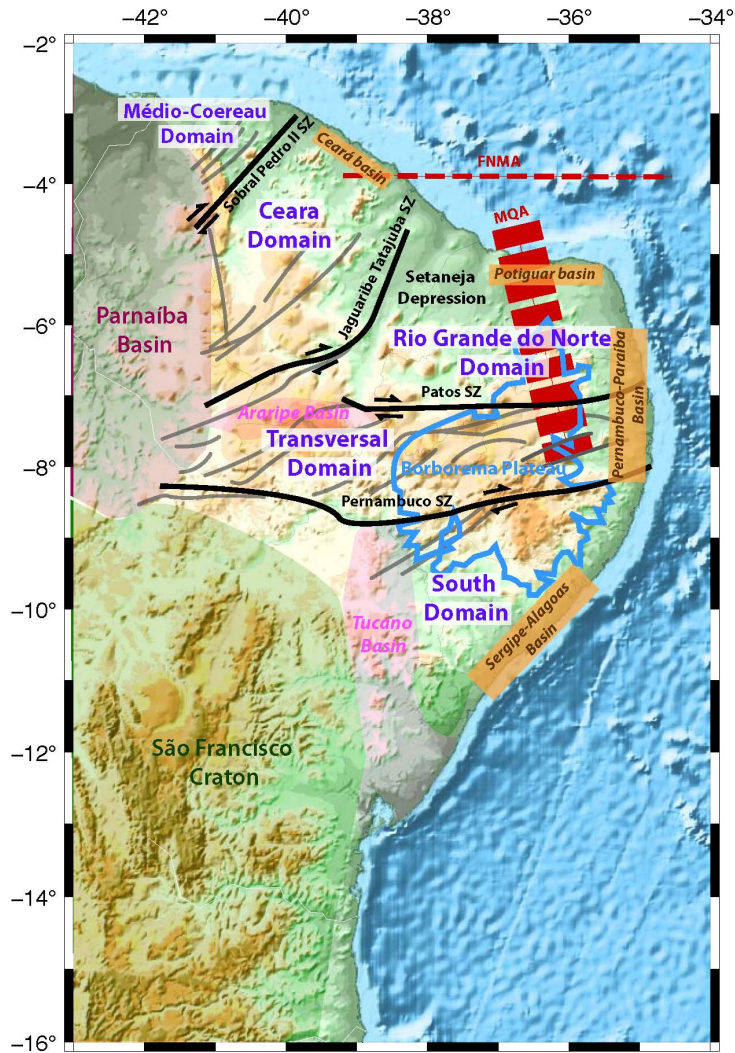 −42°
−40°
−38°
−36°
−34°
−2°
−4°
−6°
−8°
−10°
−12°
−14°
−16°
Médio-Coereau
Domain
Sobral Pedro II SZ
Ceará basin
FNMA
MQA
Ceara
Domain
Jaguaribe Tatajuba SZ
Setaneja
Depression
Potiguar basin
Parnaíba
Basin
Rio Grande do Norte
Domain
Pernambuco-Paraíba
Basin
Patos SZ
Araripe Basin
Transversal
Domain
Borborema Plateau
Pernambuco SZ
South
Domain
Tucano
Basin
Sergipe-Alagoas
Basin
São Francisco
Craton